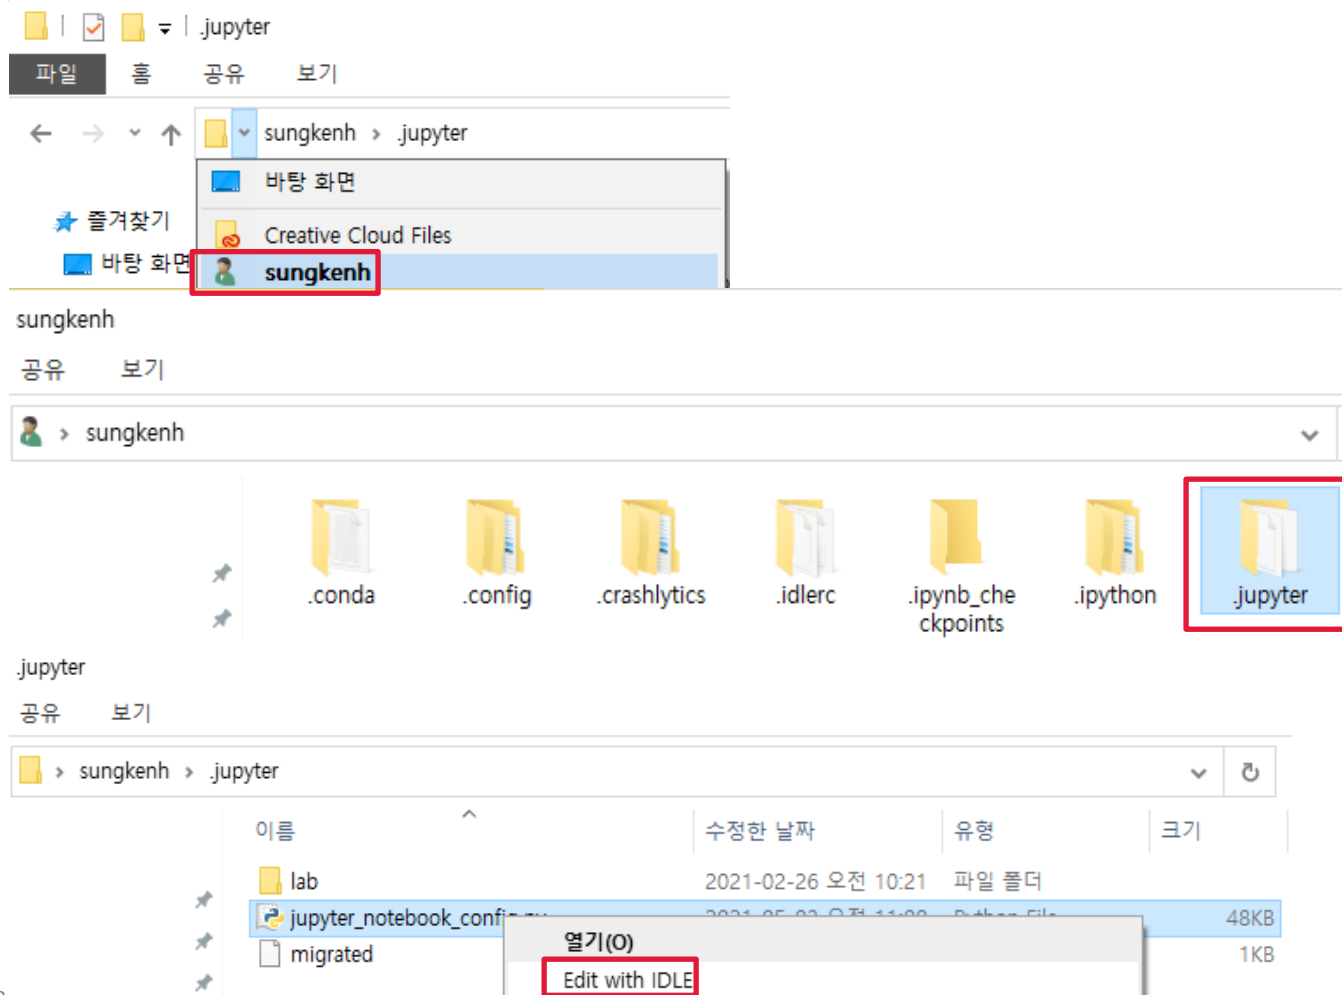 .jupyter
파일 홈 공유 보기
sungkenh > .jupyter
바탕 화면
즐겨찾기
Creative Cloud Files
바탕 화면
sungkenh
sungkenh
공유 보기
> sungkenh
.conda .config .crashlytics .idlerc .ipynb_che ckpoints .ipython .jupyter
.jupyter
공유 보기
> sungkenh > .jupyter
이름 수정한 날짜 유형 크기
lab 2021-02-26 오전 10:21 파일 폴더
jupyter_notebook_config.py Python File 48KB
열기(O)
migrated 1KB
Edit with IDLE